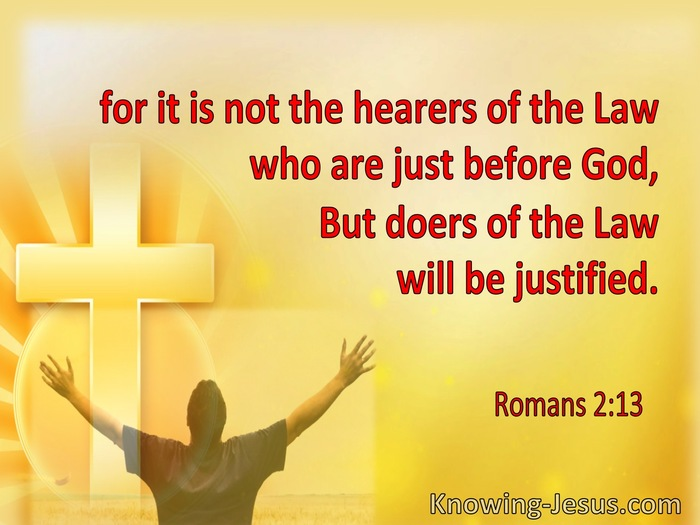 for it is not the hearers of the Law
who are just before God,
But doers of the Law
will be justified.
Romans 2:13
Knowing-Jesus.com